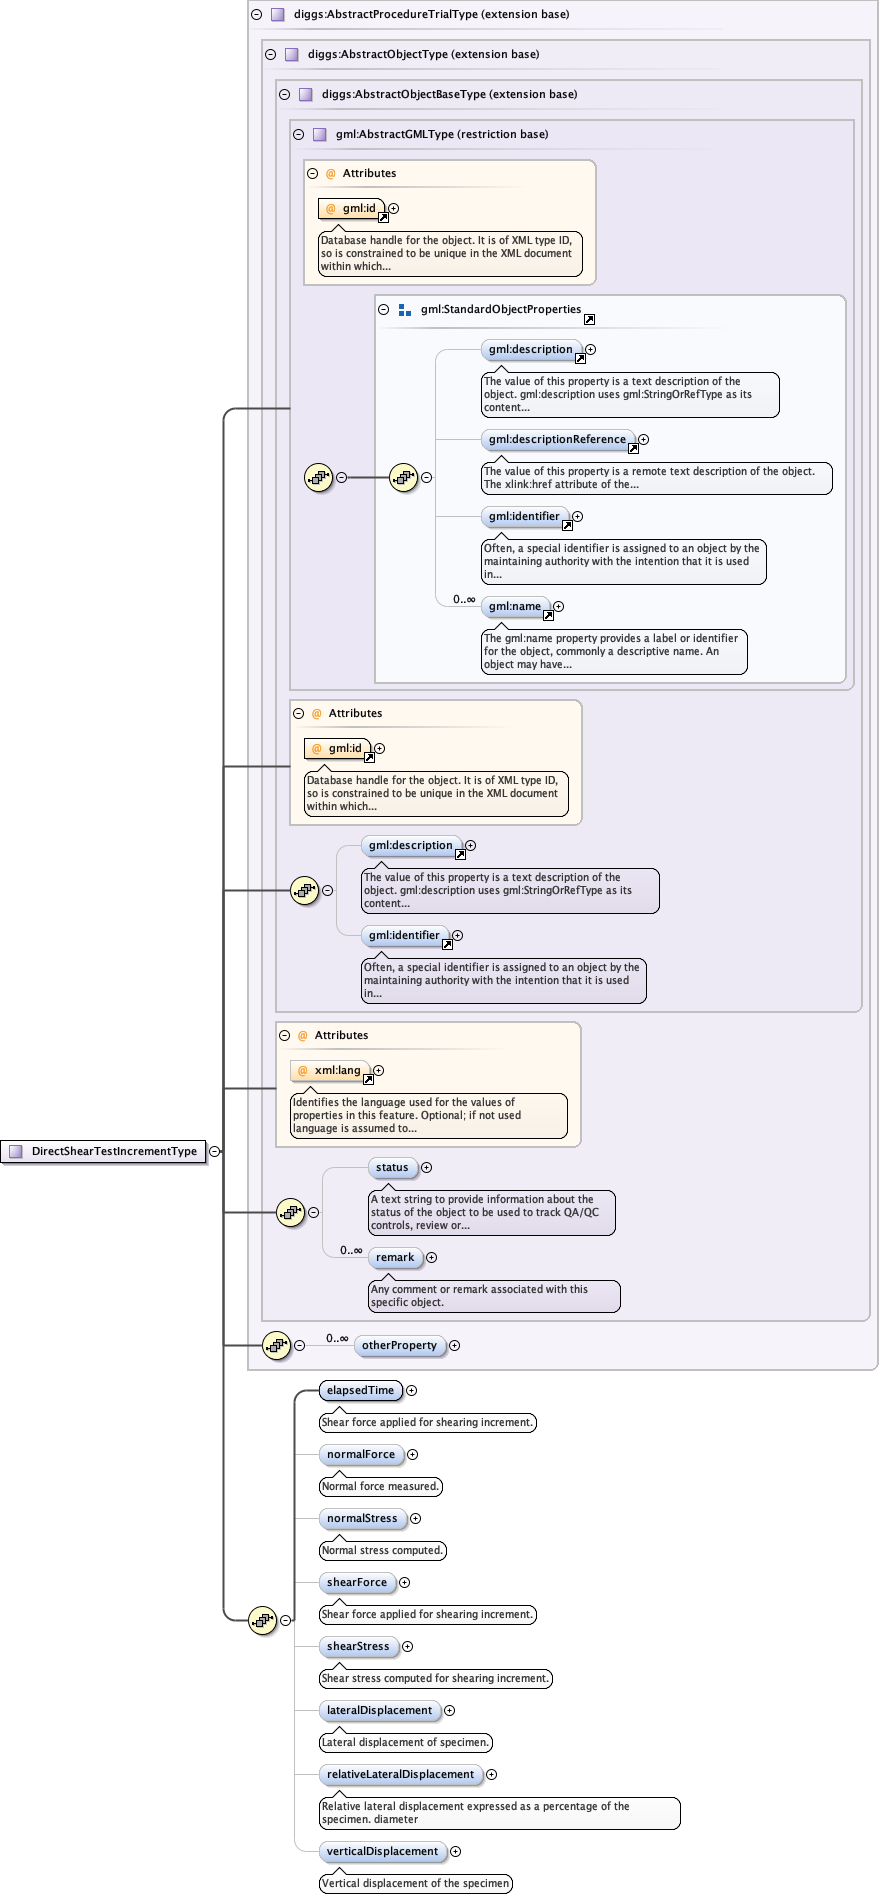 diggs:AbstractProcedureTrialType (extension base)
diggs:AbstractObjectType (extension base)
diggs:AbstractObjectBaseType (extension base)
gml:AbstractGMLType (restriction base)
@ Attributes
@ gml:id
Database handle for the object. It is of XML type ID,
so is constrained to be unique in the XML document
within which...
gml:StandardObjectProperties
gml:description
The value of this property is a text description of the
object. gml:description uses gml:StringOrRefType as its
content...
gml:descriptionReference
The value of this property is a remote text description of the object.
The xlink:href attribute of the...
gml:identifier
Often, a special identifier is assigned to an object by the
maintaining authority with the intention that it is used
in...
0..∞
gml:name
The gml:name property provides a label or identifier
for the object, commonly a descriptive name. An
object may have...
@ Attributes
@ gml:id
Database handle for the object. It is of XML type ID,
so is constrained to be unique in the XML document
within which...
gml:description
The value of this property is a text description of the
object. gml:description uses gml:StringOrRefType as its
content...
gml:identifier
Often, a special identifier is assigned to an object by the
maintaining authority with the intention that it is used
in...
@ Attributes
@ xml:lang
Identifies the language used for the values of
properties in this feature. Optional; if not used
language is assumed to...
DirectShearTestIncrementType
status
A text string to provide information about the
status of the object to be used to track QA/QC
controls, review or...
0..∞
remark
Any comment or remark associated with this
specific object.
0..∞
otherProperty
elapsedTime
Shear force applied for shearing increment.
normalForce
Normal force measured.
normalStress
Normal stress computed.
shearForce
Shear force applied for shearing increment.
shearStress
Shear stress computed for shearing increment.
lateralDisplacement
Lateral displacement of specimen.
relativeLateralDisplacement
Relative lateral displacement expressed as a percentage of the
specimen. diameter
verticalDisplacement
Vertical displacement of the specimen